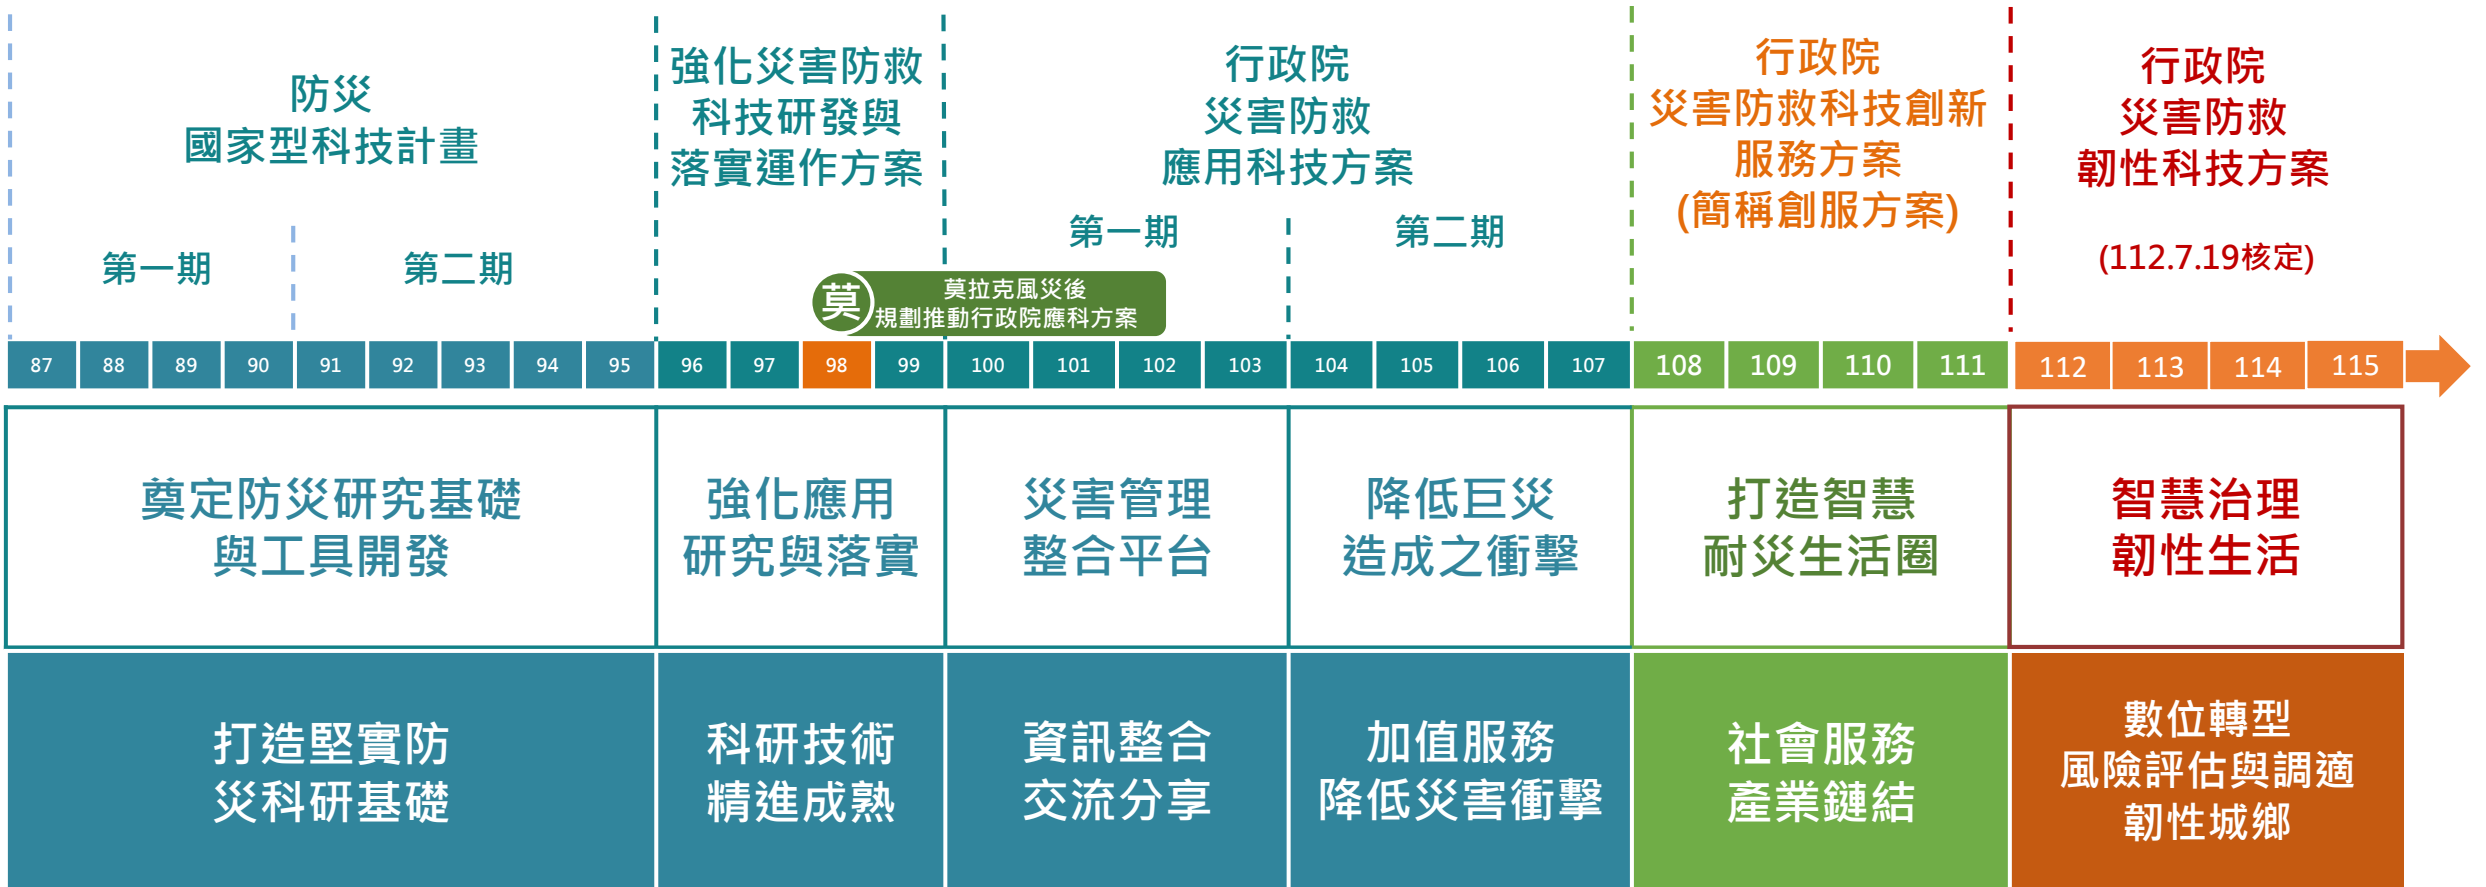 防災
國家型科技計畫
第一期
第二期
強化災害防救
科技研發與
落實運作方案
行政院
災害防救
應用科技方案
第一期
第二期
行政院
災害防救科技創新
服務方案
(簡稱創服方案)
行政院
災害防救
韌性科技方案
(112.7.19核定)
莫
莫拉克風災後
規劃推動行政院應科方案
87 88 89 90 91 92 93 94 95 96 97 98 99 100 101 102 103 104 105 106 107 108 109 110 111 112 113 114 115
奠定防災研究基礎
與工具開發
強化應用
研究與落實
災害管理
整合平台
降低巨災
造成之衝擊
打造智慧
耐災生活圈
智慧治理
韌性生活
打造堅實防
災科研基礎
科研技術
精進成熟
資訊整合
交流分享
加值服務
降低災害衝擊
社會服務
產業鏈結
數位轉型
風險評估與調適
韌性城鄉